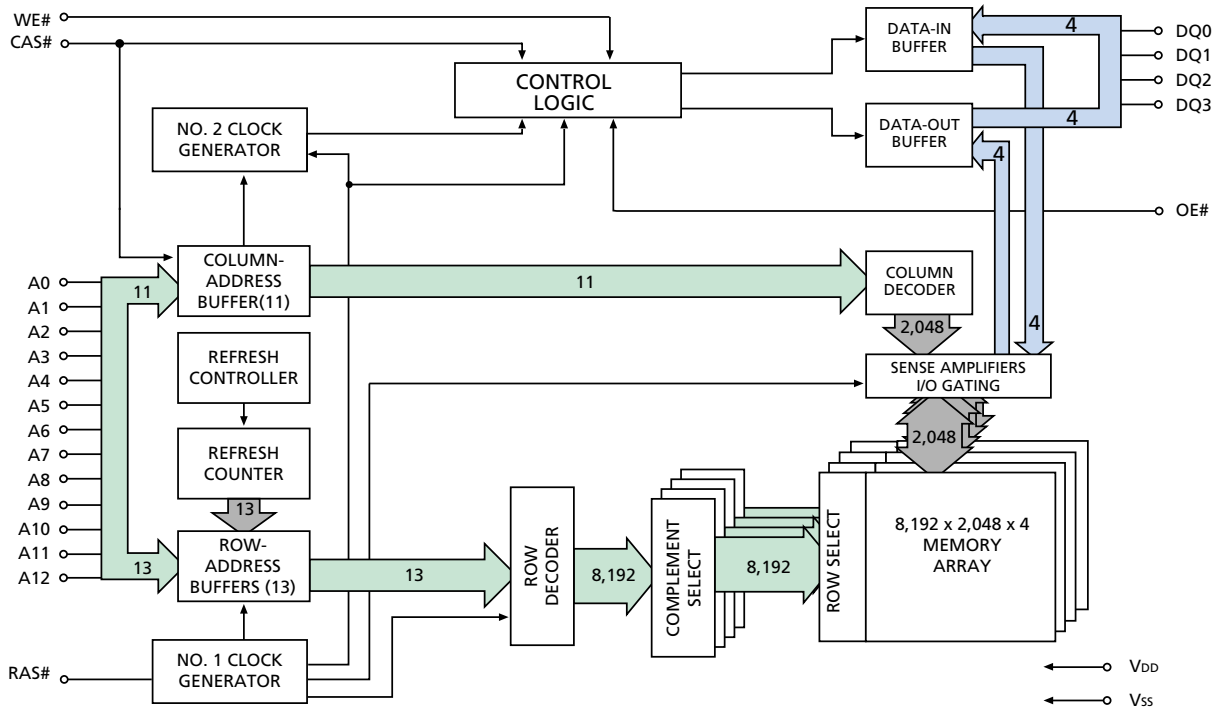 WE#
CAS#
CONTROL
LOGIC
DATA-IN
BUFFER
4
DQ0
DQ1
DQ2
DQ3
NO. 2 CLOCK
GENERATOR
DATA-OUT
BUFFER
4
4
OE#
COLUMN-
ADDRESS
BUFFER(11)
11
11
COLUMN
DECODER
A0
A1
A2
A3
A4
A5
A6
A7
A8
A9
A10
A11
A12
2,048
4
REFRESH
CONTROLLER
SENSE AMPLIFIERS
I/O GATING
REFRESH
COUNTER
2,048
13
ROW-
ADDRESS
BUFFERS (13)
13
13
ROW
DECODER
8,192
COMPLEMENT
SELECT
8,192
ROW SELECT
8,192 x 2,048 x 4
MEMORY
ARRAY
RAS#
NO. 1 CLOCK
GENERATOR
VDD
VSS